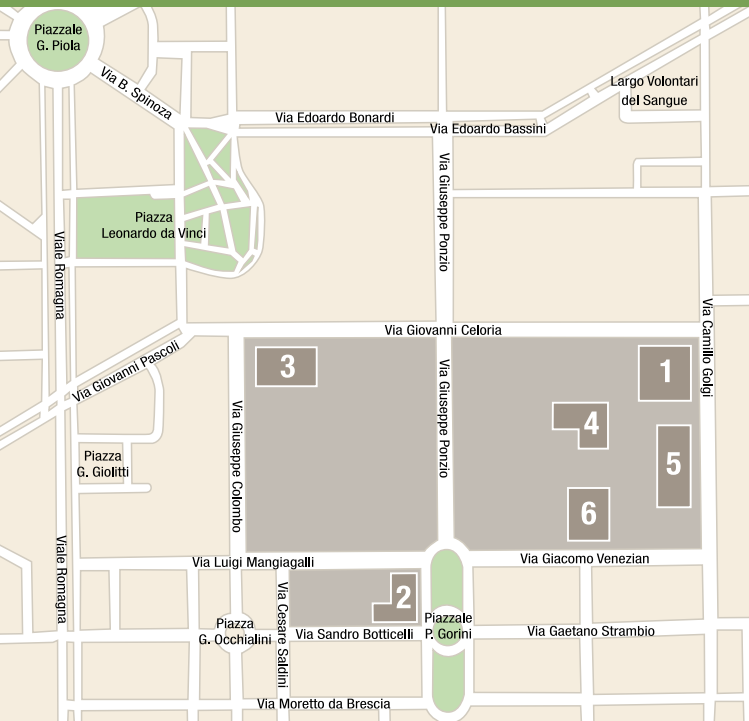 Piazzale
G. Piola
Via B. Spinoza
Largo Volontari
del Sangue
Via Edoardo Bonardi
Via Edoardo Bassini
Via Giuseppe Ponzio
Piazza
Leonardo da Vinci
Viale Romagna
Via Giovanni Celoria
Via Camillo Golgi
Via Giovanni Pascoli
3
1
Via Giuseppe Ponzio
4
Via Giuseppe Colombo
5
Piazza
G. Giolitti
6
Viale Romagna
Via Luigi Mangiagalli
Via Giacomo Venezian
Via Cesare Saldini
2
Piazza
G. Occhialini
Via Sandro Botticelli
Piazzale
P. Gorini
Via Gaetano Strambio
Via Moretto da Brescia